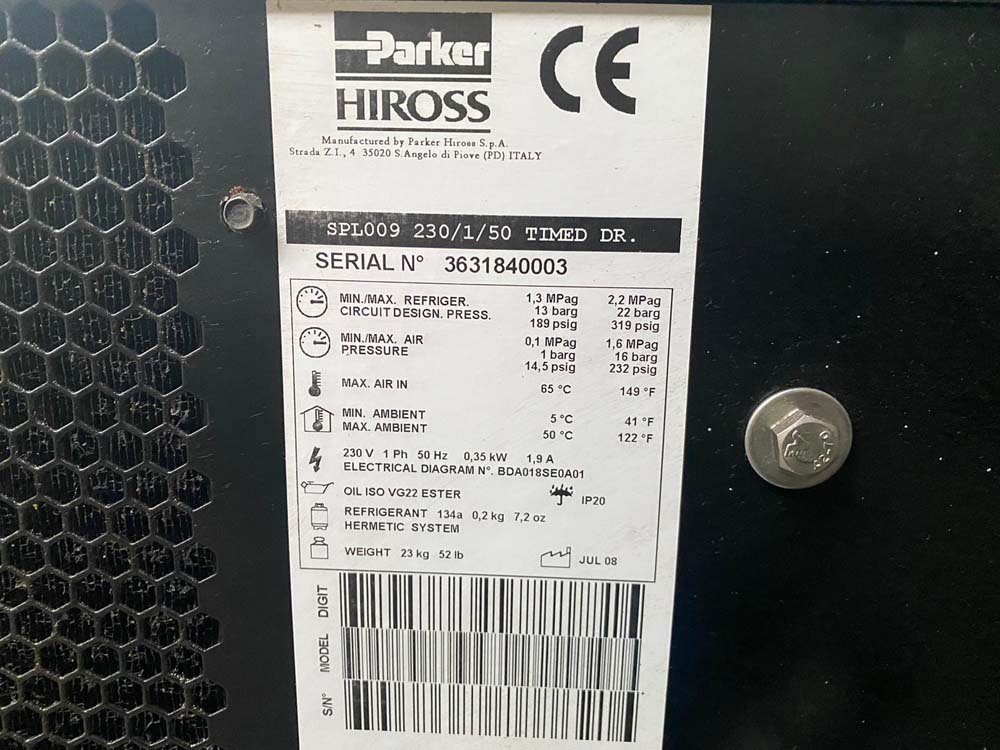 Parker
HIROSS
CE
Manufactured by Parker Hiross S.p.A.
Strada Z.I., 4 35020 S.Angelo di Piove (PD) ITALY
SPL009 230/1/50 TIMED DR.
SERIAL N° 3631840003
MIN./MAX. REFRIGER. 1,3 MPag 2,2 MPag
CIRCUIT DESIGN. PRESS. 13 barg 22 barg
189 psig 319 psig
MIN./MAX. AIR 0,1 MPag 1,6 MPag
PRESSURE 1 barg 16 barg
14,5 psig 232 psig
MAX. AIR IN 65 °C 149 °F
MIN. AMBIENT 5 °C 41 °F
MAX. AMBIENT 50 °C 122 °F
230 V 1 Ph 50 Hz 0,35 kW 1,9 A
ELECTRICAL DIAGRAM N°. BDA018SE0A01
OIL ISO VG22 ESTER IP20
REFRIGERANT 134a 0,2 kg 7,2 oz
HERMETIC SYSTEM
WEIGHT 23 kg 52 lb JUL 08
DIGIT
MODEL
S/N°
A2-70